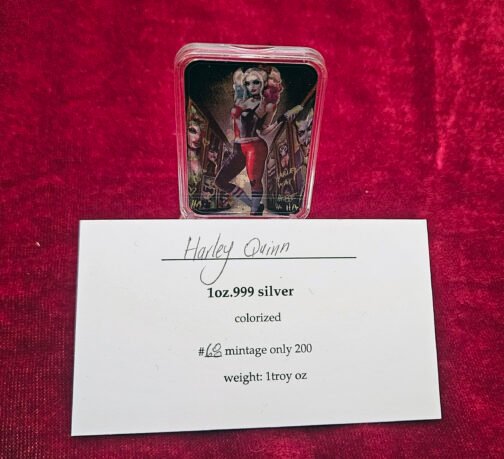 Harley Quinn
1oz.999 silver
colorized
#68 mintage only 200
weight: 1troy oz